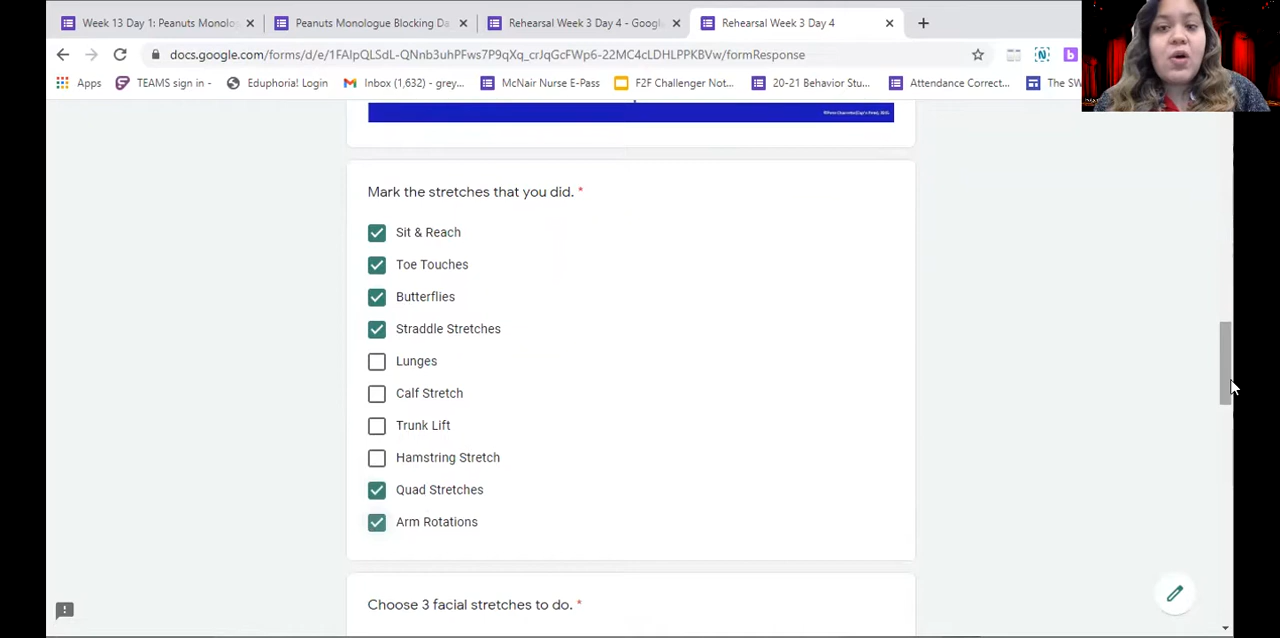 Week 13 Day 1: Peanuts Monolo
Peanuts Monologue Blocking Da
Rehearsal Week 3 Day 4 - Googl
Rehearsal Week 3 Day 4
docs.google.com/forms/d/e/1FAIpQLSdL-QNnb3uhPFws7P9qXq_crJqGcFWp6-22MC4cLDHLPPKBVw/formResponse
Apps
TEAMS sign in -
Eduphoria! Login
Inbox (1,632) - grey...
McNair Nurse E-Pass
F2F Challenger Not...
20-21 Behavior Stu...
Attendance Correct...
The SW
Mark the stretches that you did. *
Sit & Reach
Toe Touches
Butterflies
Straddle Stretches
Lunges
Calf Stretch
Trunk Lift
Hamstring Stretch
Quad Stretches
Arm Rotations
Choose 3 facial stretches to do. *